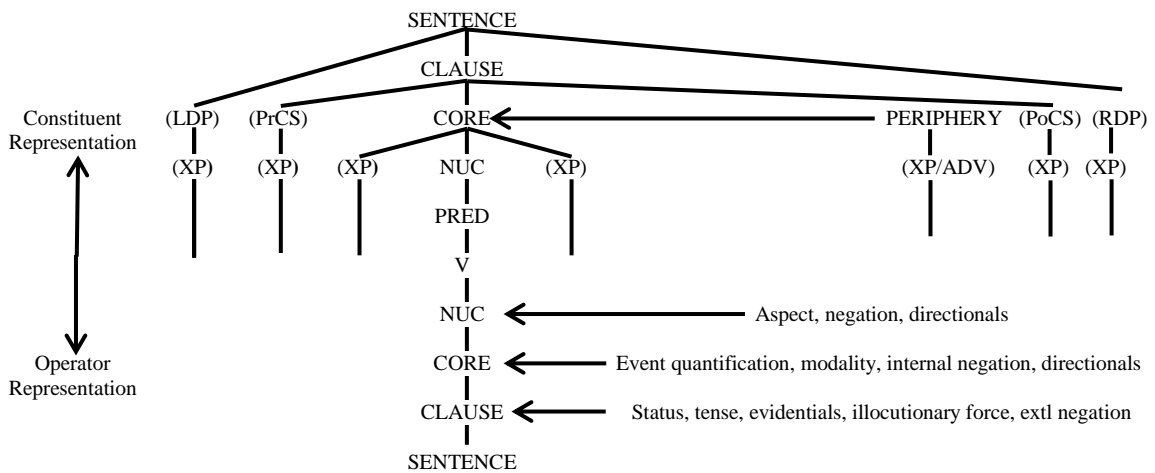 SENTENCE
CLAUSE
Constituent
Representation
(LDP) (PrCS) CORE PERIPHERY (PoCS) (RDP)
(XP) (XP) (XP) NUC (XP) (XP/ADV) (XP) (XP)
PRED
V
NUC Aspect, negation, directionals
Operator
Representation
CORE Event quantification, modality, internal negation, directionals
CLAUSE Status, tense, evidentials, illocutionary force, extl negation
SENTENCE